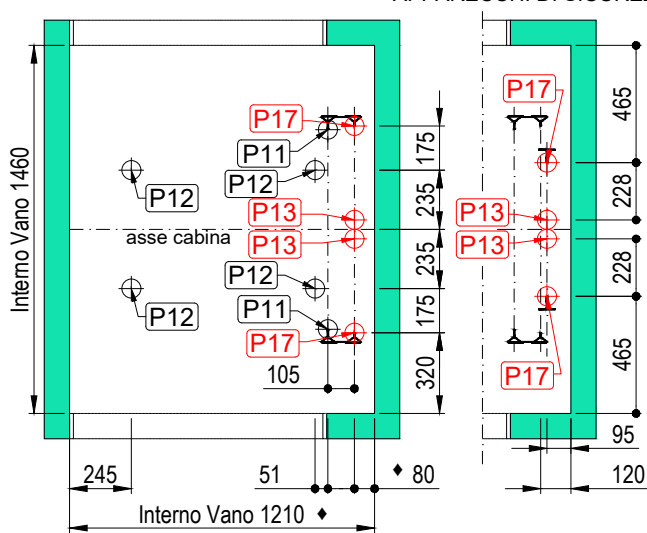 P17
P11
P12
P12
P13
asse cabina
P13
P12
P12
P11
P17
Interno Vano 1460
175
235
235
175
320
105
245
51
♦ 80
Interno Vano 1210 ♦
P17
P13
P13
P17
465
228
228
465
95
120